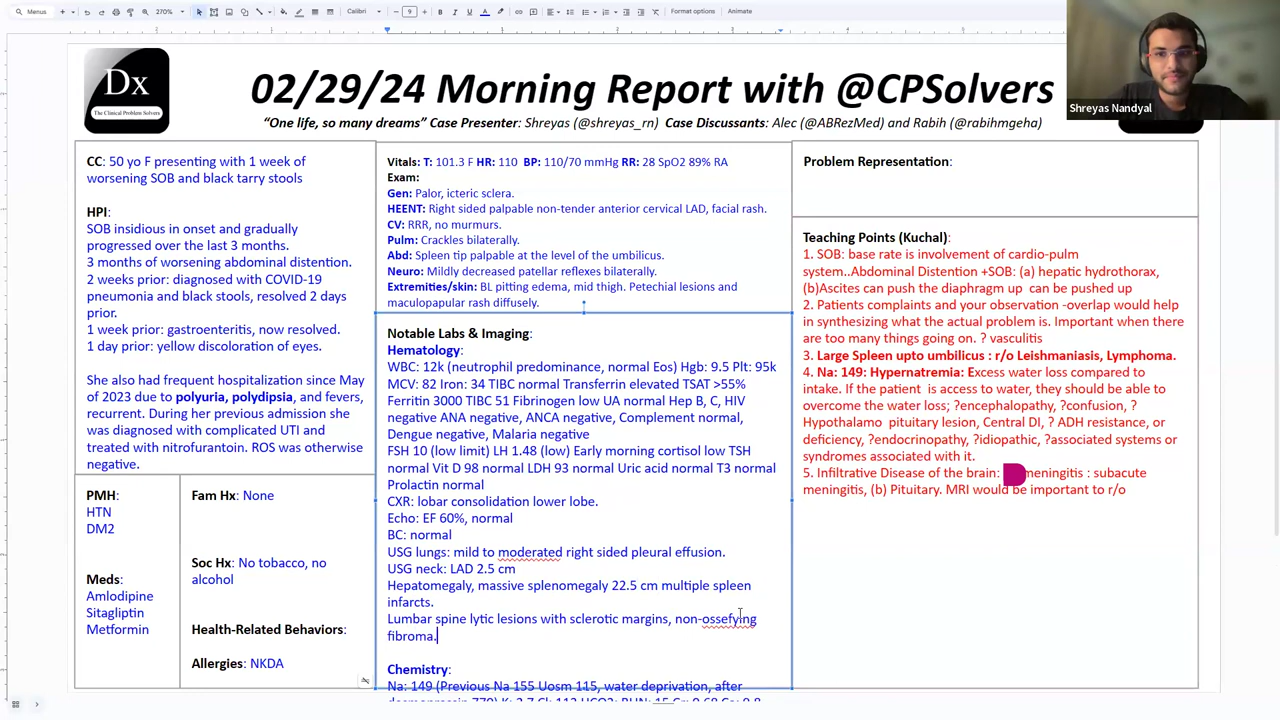 Menus
270%
Calibri
9
Format options
Animate
Dx
The Clinical Problem Solvers
02/29/24 Morning Report with @CPSolvers
“One life, so many dreams” Case Presenter: Shreyas (@shreyas_rn) Case Discussants: Alec (@ABRezMed) and Rabih (@rabihmgeha)
Shreyas Nandyal
CC: 50 yo F presenting with 1 week of
worsening SOB and black tarry stools
HPI:
SOB insidious in onset and gradually
progressed over the last 3 months.
3 months of worsening abdominal distention.
2 weeks prior: diagnosed with COVID-19
pneumonia and black stools, resolved 2 days
prior.
1 week prior: gastroenteritis, now resolved.
1 day prior: yellow discoloration of eyes.
She also had frequent hospitalization since May
of 2023 due to polyuria, polydipsia, and fevers,
recurrent. During her previous admission she
was diagnosed with complicated UTI and
treated with nitrofurantoin. ROS was otherwise
negative.
PMH:
HTN
DM2
Meds:
Amlodipine
Sitagliptin
Metformin
Fam Hx: None
Soc Hx: No tobacco, no
alcohol
Health-Related Behaviors:
Allergies: NKDA
Vitals: T: 101.3 F HR: 110 BP: 110/70 mmHg RR: 28 SpO2 89% RA
Exam:
Gen: Palor, icteric sclera.
HEENT: Right sided palpable non-tender anterior cervical LAD, facial rash.
CV: RRR, no murmurs.
Pulm: Crackles bilaterally.
Abd: Spleen tip palpable at the level of the umbilicus.
Neuro: Mildly decreased patellar reflexes bilaterally.
Extremities/skin: BL pitting edema, mid thigh. Petechial lesions and
maculopapular rash diffusely.
Notable Labs & Imaging:
Hematology:
WBC: 12k (neutrophil predominance, normal Eos) Hgb: 9.5 Plt: 95k
MCV: 82 Iron: 34 TIBC normal Transferrin elevated TSAT >55%
Ferritin 3000 TIBC 51 Fibrinogen low UA normal Hep B, C, HIV
negative ANA negative, ANCA negative, Complement normal,
Dengue negative, Malaria negative
FSH 10 (low limit) LH 1.48 (low) Early morning cortisol low TSH
normal Vit D 98 normal LDH 93 normal Uric acid normal T3 normal
Prolactin normal
CXR: lobar consolidation lower lobe.
Echo: EF 60%, normal
BC: normal
USG lungs: mild to moderated right sided pleural effusion.
USG neck: LAD 2.5 cm
Hepatomegaly, massive splenomegaly 22.5 cm multiple spleen
infarcts.
Lumbar spine lytic lesions with sclerotic margins, non-ossefying
fibroma.
Chemistry:
Na: 149 (Previous Na 155 Uosm 115, water deprivation, after
Problem Representation:
Teaching Points (Kuchal):
1. SOB: base rate is involvement of cardio-pulm
system..Abdominal Distention +SOB: (a) hepatic hydrothorax,
(b)Ascites can push the diaphragm up can be pushed up
2. Patients complaints and your observation -overlap would help
in synthesizing what the actual problem is. Important when there
are too many things going on. ? vasculitis
3. Large Spleen upto umbilicus : r/o Leishmaniasis, Lymphoma.
4. Na: 149: Hypernatremia: Excess water loss compared to
intake. If the patient is access to water, they should be able to
overcome the water loss; ?encephalopathy, ?confusion, ?
Hypothalamo pituitary lesion, Central DI, ? ADH resistance, or
deficiency, ?endocrinopathy, ?idiopathic, ?associated systems or
syndromes associated with it.
5. Infiltrative Disease of the brain: meningitis : subacute
meningitis, (b) Pituitary. MRI would be important to r/o